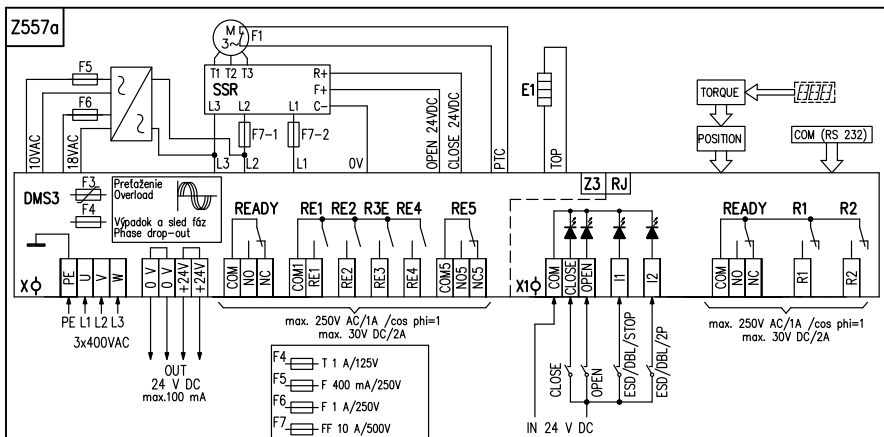 Z557a
M
3~
F1
F5
F6
T1 T2 T3
SSR
R+
F+
C-
L3 L2 L1
E1
TORQUE
POSITION
COM (RS 232)
F7-1
F7-2
10VAC
18VAC
L3 L2 L1 0V
OPEN 24VDC
CLOSE 24VDC
PTC
TOP
DMS3
F3
F4
Preťaženie
Overload
Výpadok a sled fáz
Phase drop-out
Z3 RJ
READY RE1 RE2 R3E RE4 RE5
READY R1 R2
X
PE U V W
0 V 0 V +24V +24V
COM NO NC
COM1 RE1 RE2 RE3 RE4
COM5 NO5 NC5
X1
COM CLOSE OPEN I1 I2
COM NO NC R1 R2
PE L1 L2 L3
3x400VAC
max. 250V AC/1A /cos phi=1
max. 30V DC/2A
max. 250V AC/1A /cos phi=1
max. 30V DC/2A
OUT
24 V DC
max.100 mA
F4 T 1 A/125V
F5 F 400 mA/250V
F6 F 1 A/250V
F7 FF 10 A/500V
CLOSE
OPEN
ESD/DBL/STOP
ESD/DBL/2P
IN 24 V DC